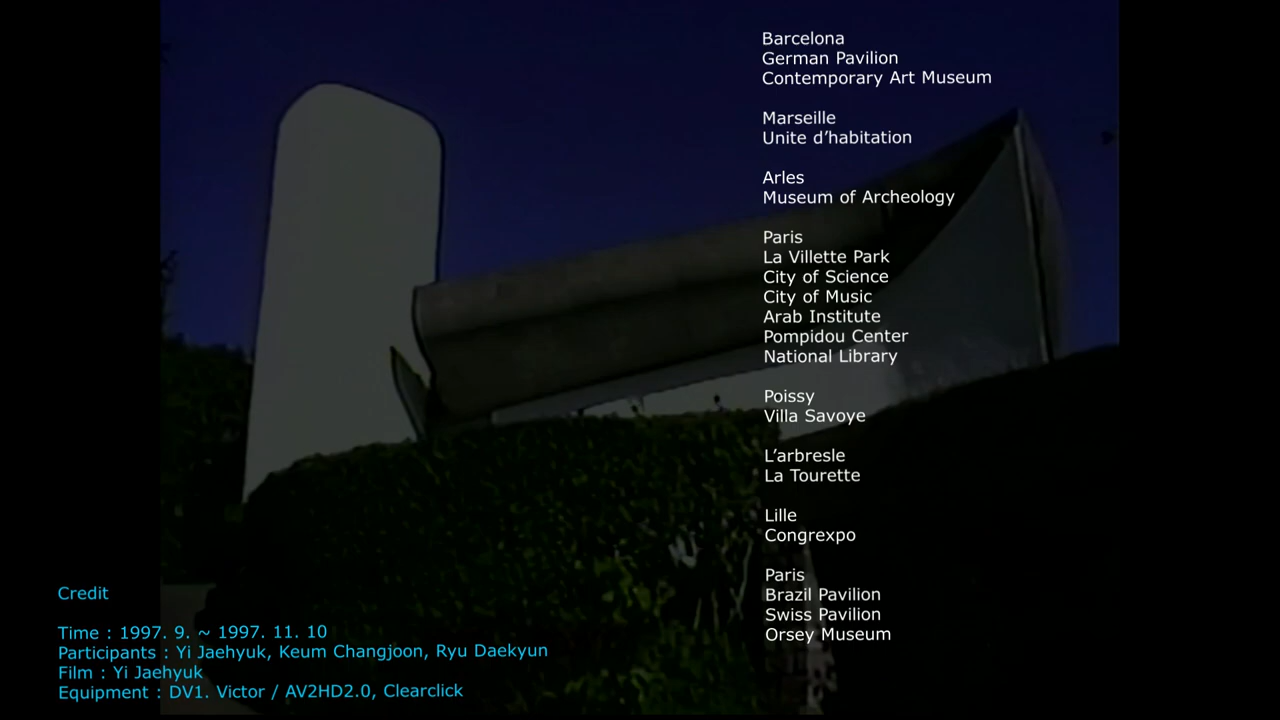 Barcelona
German Pavilion
Contemporary Art Museum
Marseille
Unite d’habitation
Arles
Museum of Archeology
Paris
La Villette Park
City of Science
City of Music
Arab Institute
Pompidou Center
National Library
Poissy
Villa Savoye
L’arbresle
La Tourette
Lille
Congrexpo
Paris
Brazil Pavilion
Swiss Pavilion
Orsey Museum
Credit
Time : 1997. 9. ~ 1997. 11. 10
Participants : Yi Jaehyuk, Keum Changjoon, Ryu Daekyun
Film : Yi Jaehyuk
Equipment : DV1. Victor / AV2HD2.0, Clearclick